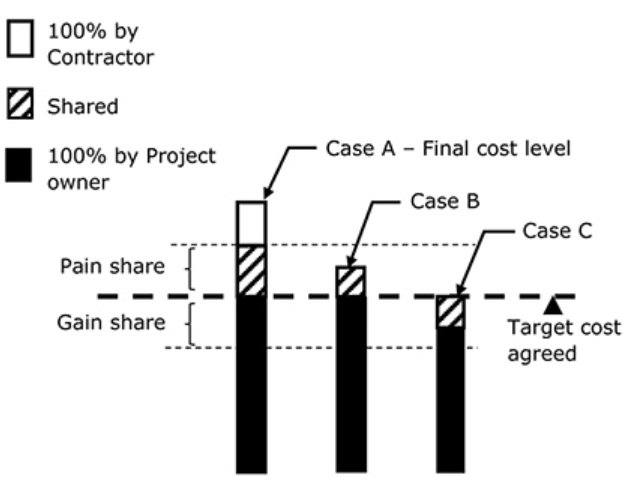 100% by
Contractor
Shared
100% by Project
owner
Case A – Final cost level
Case B
Case C
Pain share
Gain share
Target cost
agreed